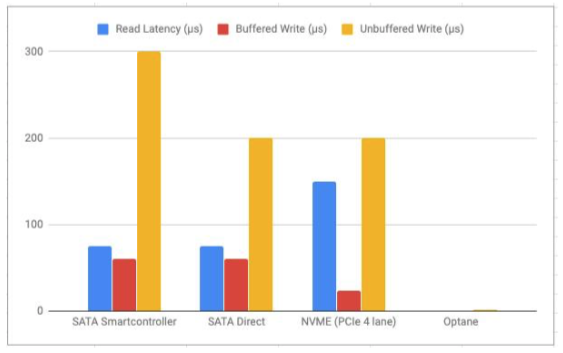 Read Latency (μs) Buffered Write (μs) Unbuffered Write (μs)
300
200
100
0
SATA Smartcontroller SATA Direct NVME (PCIe 4 lane) Optane